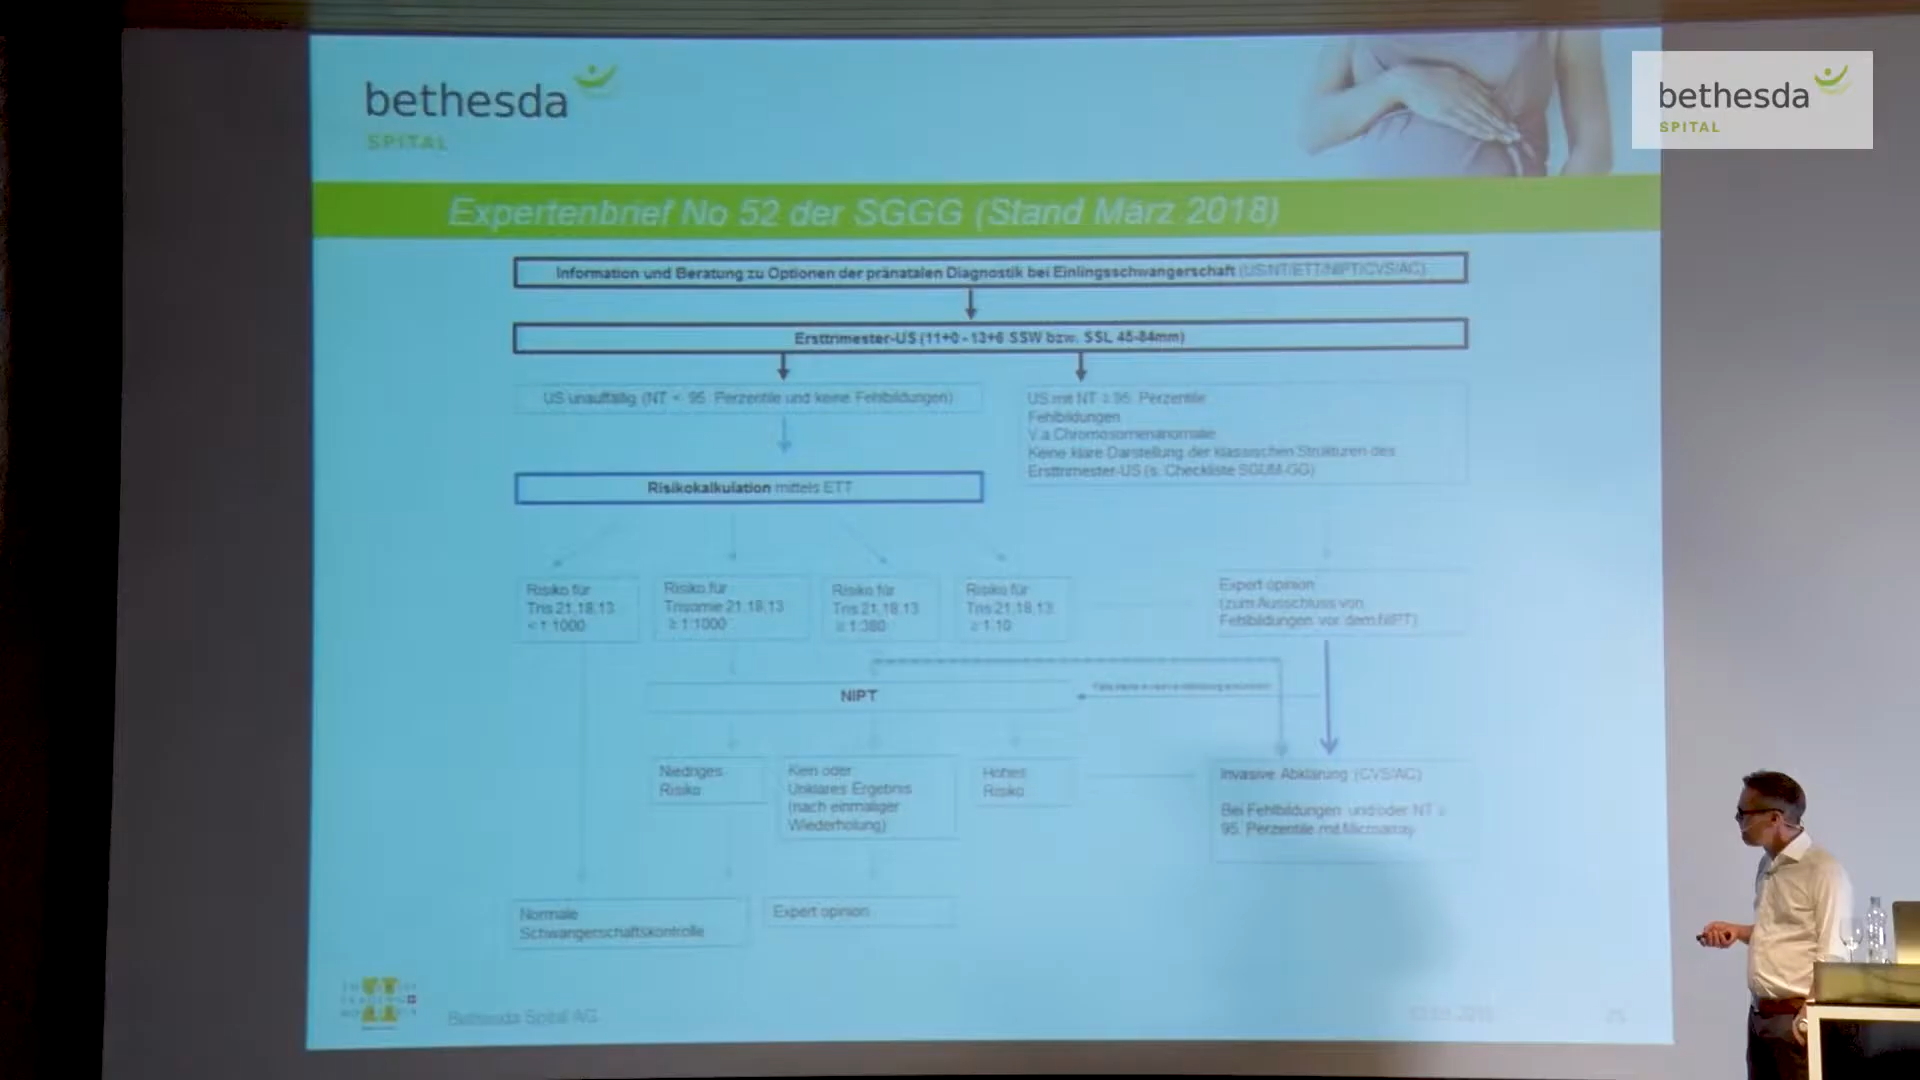 bethesda
SPITAL
bethesda
SPITAL
Expertenbrief No 52 der SGGG (Stand März 2018)
Information und Beratung zu Optionen der pränatalen Diagnostik bei Einlingsschwangerschaft (US/NT/ETT/NIPT/CVS/AC)
Ersttrimester-US (11+0 - 13+6 SSW bzw. SSL 45-84mm)
US unauffällig (NT < 95. Perzentile und keine Fehlbildungen)
US mit NT ≥ 95. Perzentile
Fehlbildungen
V.a Chromosomenanomalie
Keine klare Darstellung der klassischen Strukturen des
Ersttrimester-US (s. Checkliste SGUM-GG)
Risikokalkulation mittels ETT
Risiko für
Tris 21,18,13
< 1:1000
Risiko für
Trisomie 21,18,13
≥ 1:1000
Risiko für
Tris 21,18,13
≥ 1:380
Risiko für
Tris 21,18,13
≥ 1:10
Expert opinion
(zum Ausschluss von
Fehlbildungen vor dem NIPT)
NIPT
Niedriges
Risiko
Kein oder
Unklares Ergebnis
(nach einmaliger
Wiederholung)
Hohes
Risiko
Invasive Abklärung (CVS/AC)
Bei Fehlbildungen und/oder NT ≥
95. Perzentile mit Microarray
Normale
Schwangerschaftskontrolle
Expert opinion
Bethesda Spital AG